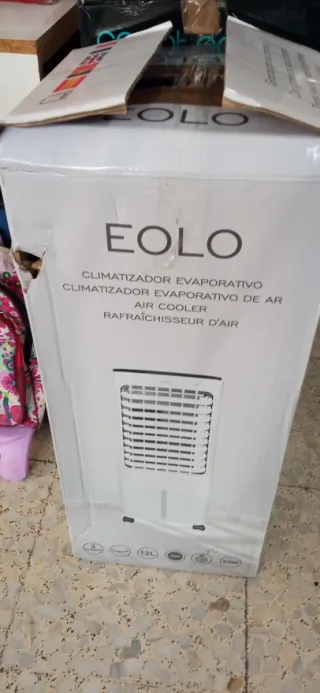 EOLO
EOLO
CLIMATIZADOR EVAPORATIVO
CLIMATIZADOR EVAPORATIVO DE AR
AIR COOLER
RAFRAÎCHISSEUR D'AIR
12L